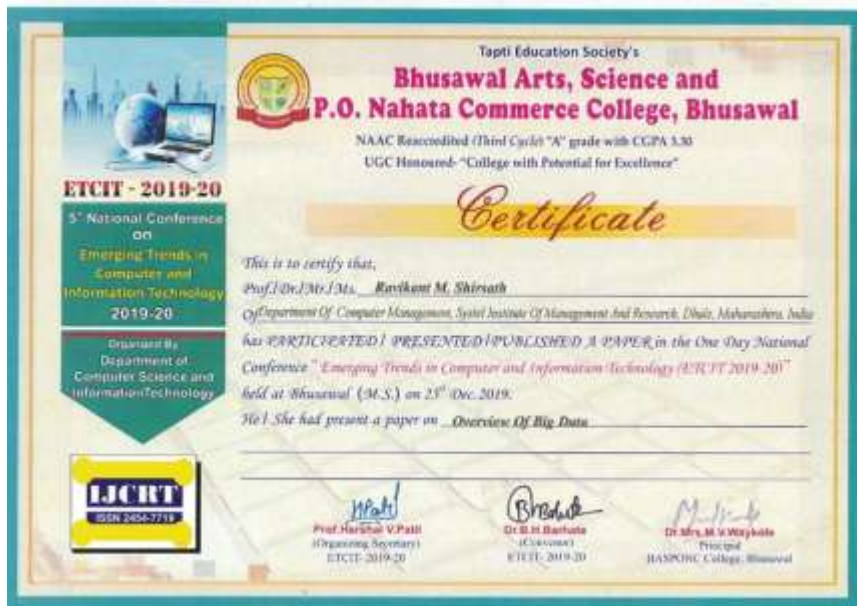 Tapti Education Society's
Bhusawal Arts, Science and
P.O. Nahata Commerce College, Bhusawal
NAAC Reaccredited (Third Cycle) "A" grade with CGPA 3.30
UGC Honoured- "College with Potential for Excellence"
Certificate
ETCIT - 2019-20
5th National Conference
on
Emerging Trends in
Computer and
Information Technology
2019-20
Organized By
Department of
Computer Science and
Information Technology
IJCRT
ISSN 2454-7719
This is to certify that,
Prof./Dr./Mr./Ms. Ravikant M. Shirsath
Of Department Of Computer Management, Institute Of Management And Research, Dhule, Maharashtra, India
has PARTICIPATED / PRESENTED / PUBLISHED A PAPER in the One Day National
Conference "Emerging Trends in Computer and Information Technology (ETCIT 2019-20)"
held at Bhusawal (M.S.) on Dec. 2019.
He / She had present a paper on Overview Of Big Data
Prof. Harshal V. Patil
(Organizing Secretary)
ETCIT- 2019-20
Dr. B.H. Barhate
(Convenor)
ETCIT- 2019-20
Dr. Mrs. M.V. Waykole
Principal
BASPONC College, Bhusawal